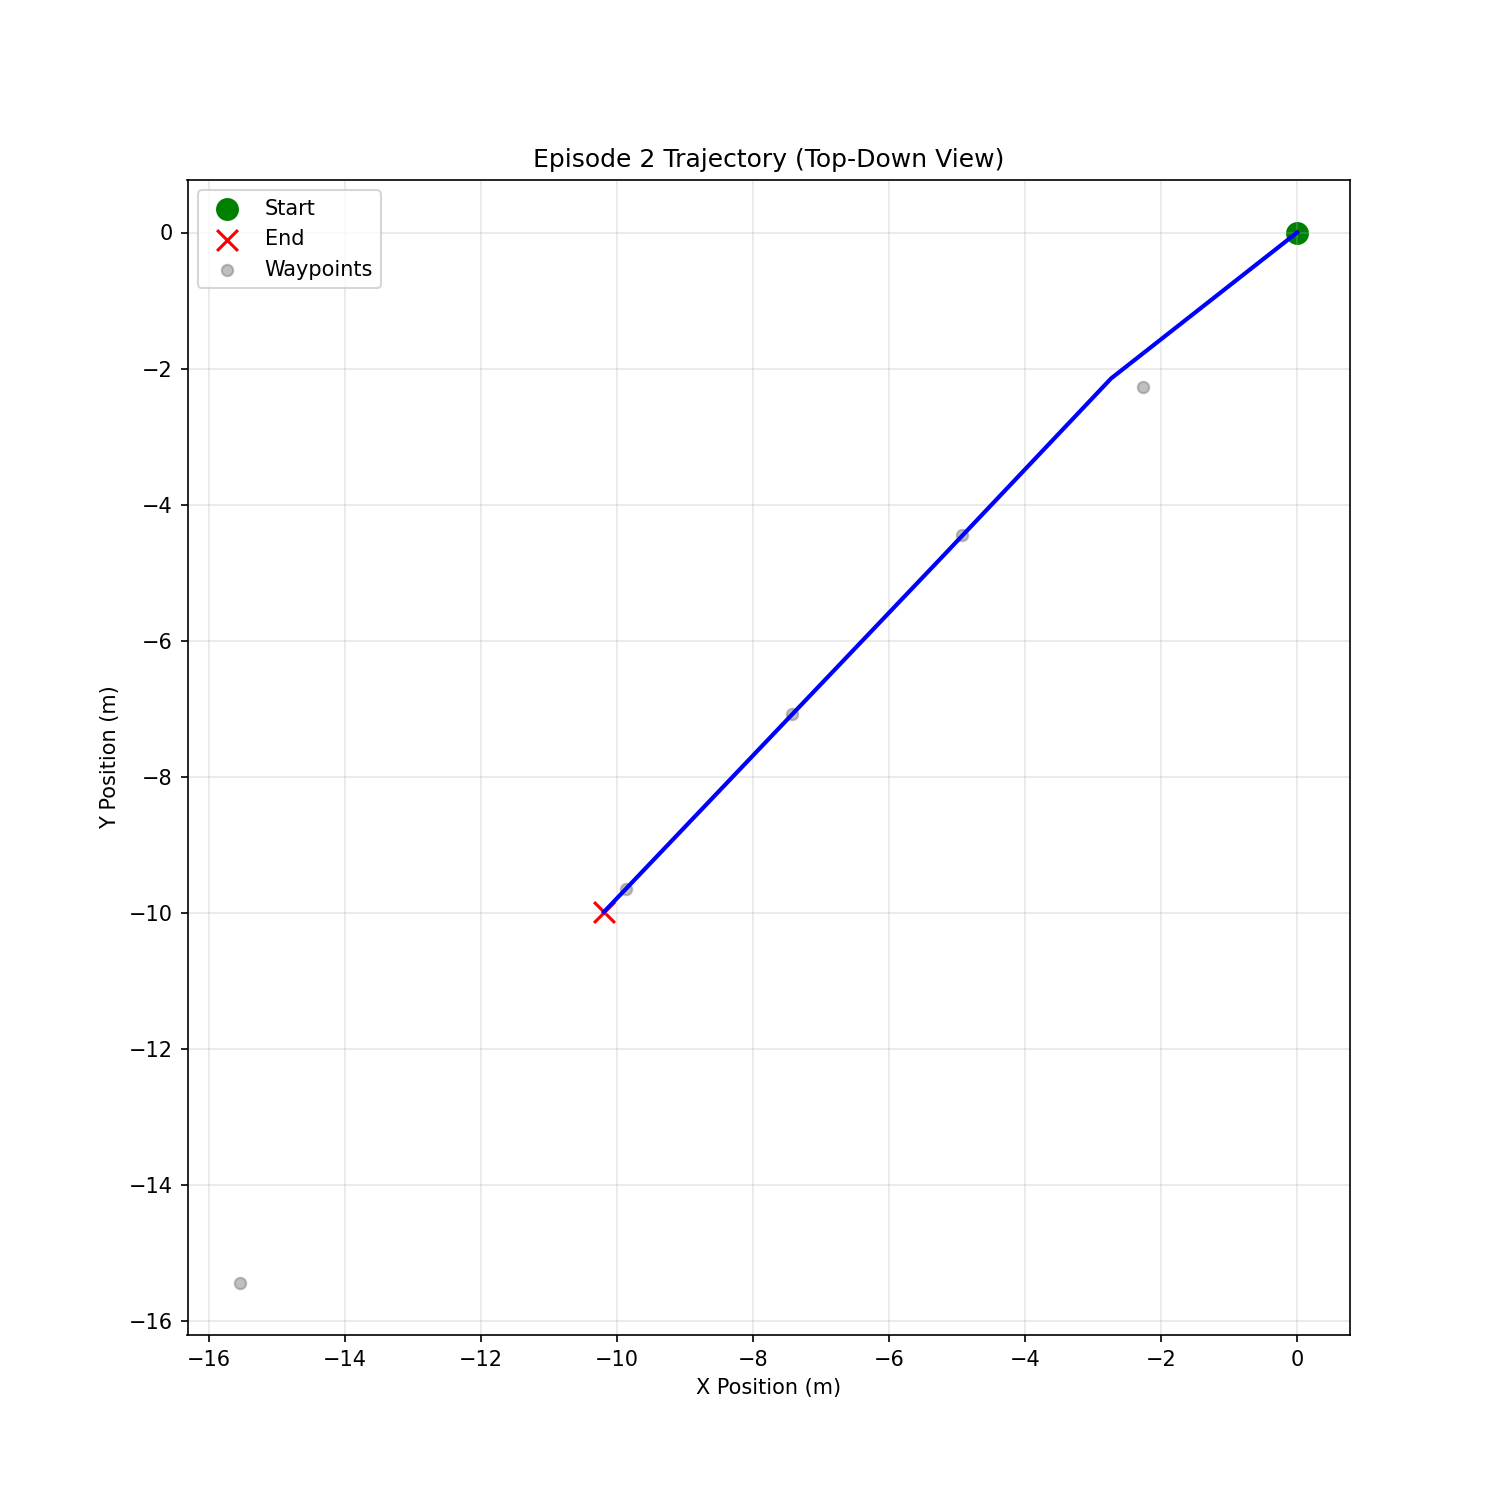 Episode 2 Trajectory (Top-Down View)
Start
End
Waypoints
0
−2
−4
−6
−8
−10
−12
−14
−16
Y Position (m)
−16 −14 −12 −10 −8 −6 −4 −2 0
X Position (m)